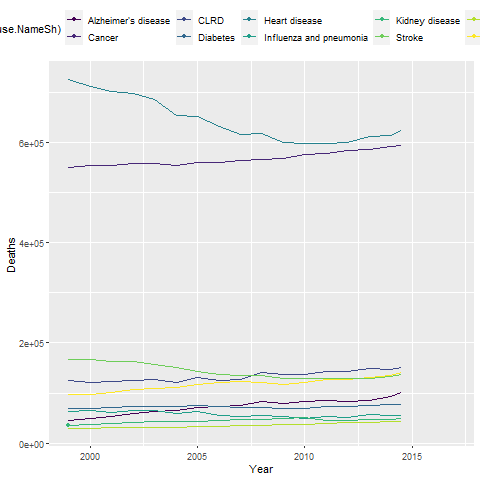 use.NameSh)
Alzheimer's disease CLRD Heart disease Kidney disease
Cancer Diabetes Influenza and pneumonia Stroke
6e+05
4e+05
2e+05
0e+00
Deaths
2000 2005 2010 2015
Year